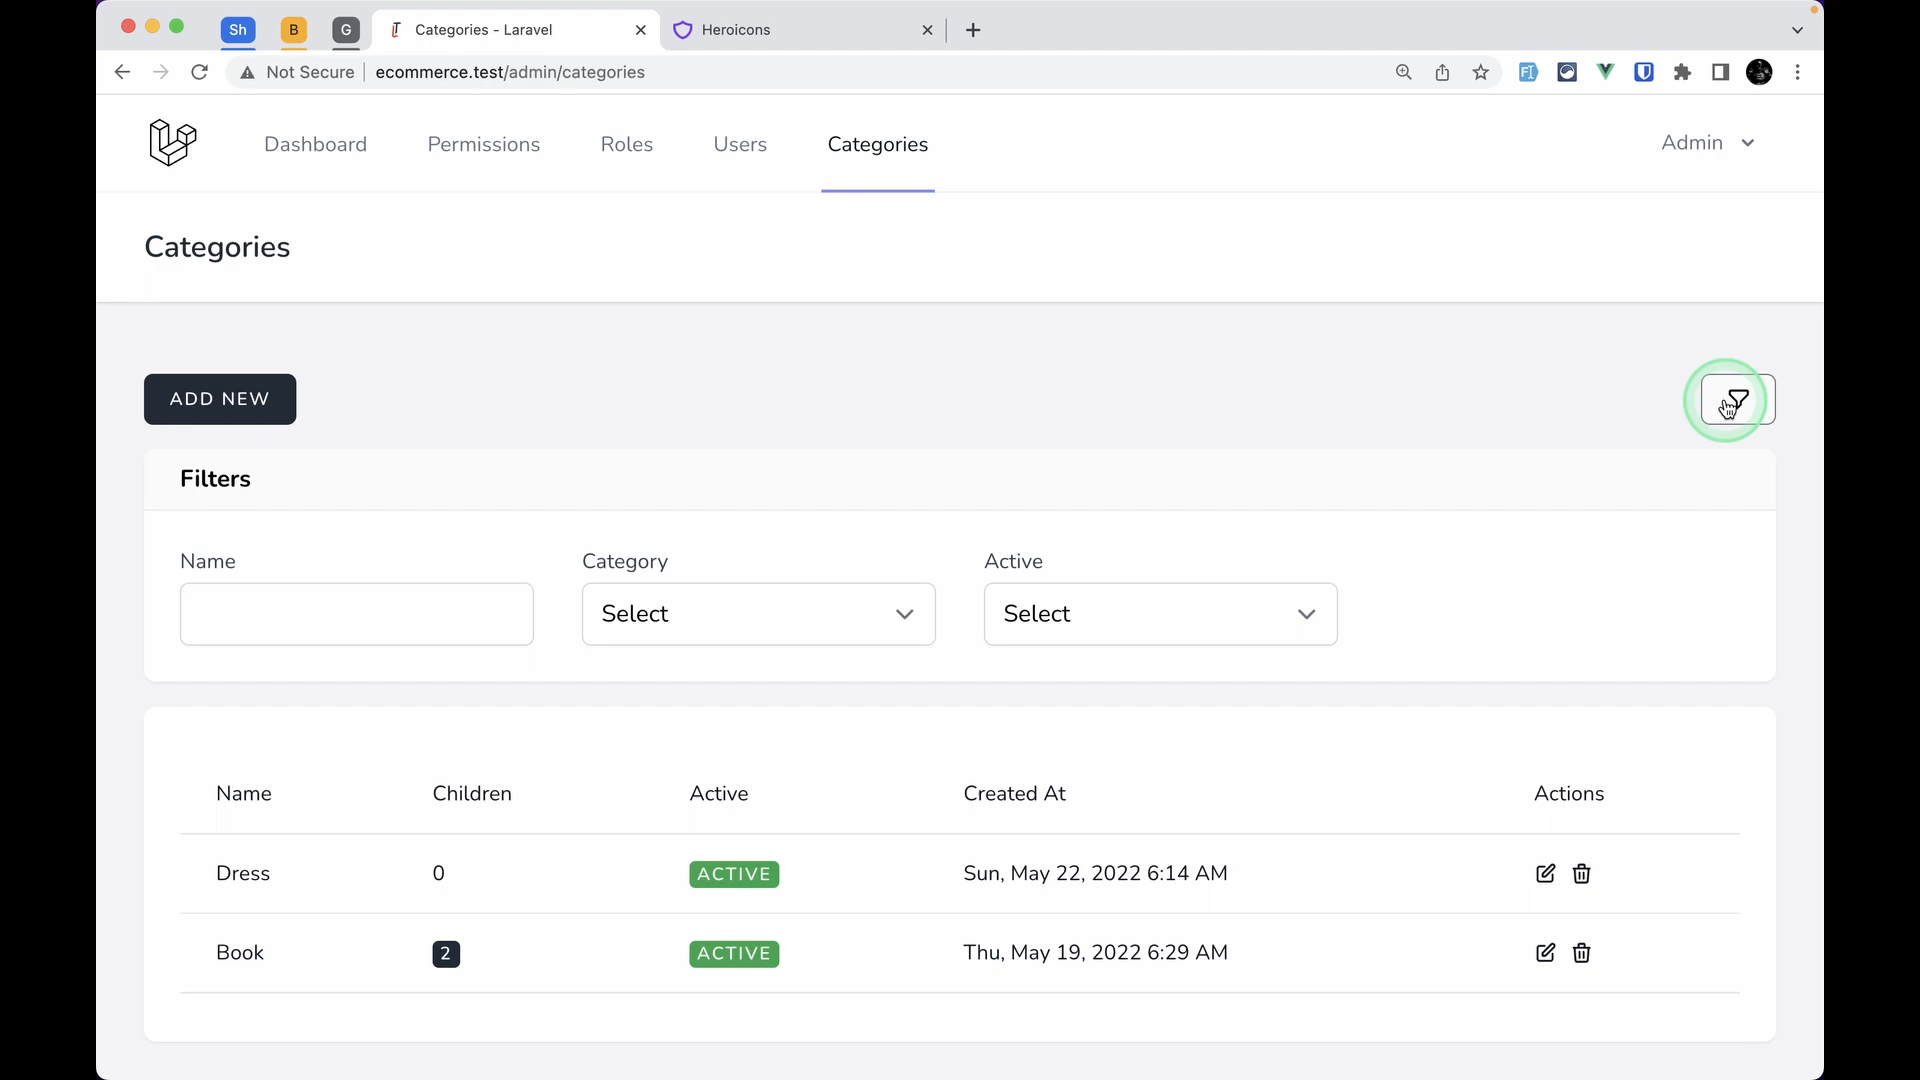 Sh
B
G
Categories - Laravel
Heroicons
Not Secure
ecommerce.test/admin/categories
Dashboard
Permissions
Roles
Users
Categories
Admin
Categories
ADD NEW
Filters
Name
Category
Active
Select
Select
Name
Children
Active
Created At
Actions
Dress
0
ACTIVE
Sun, May 22, 2022 6:14 AM
Book
2
ACTIVE
Thu, May 19, 2022 6:29 AM